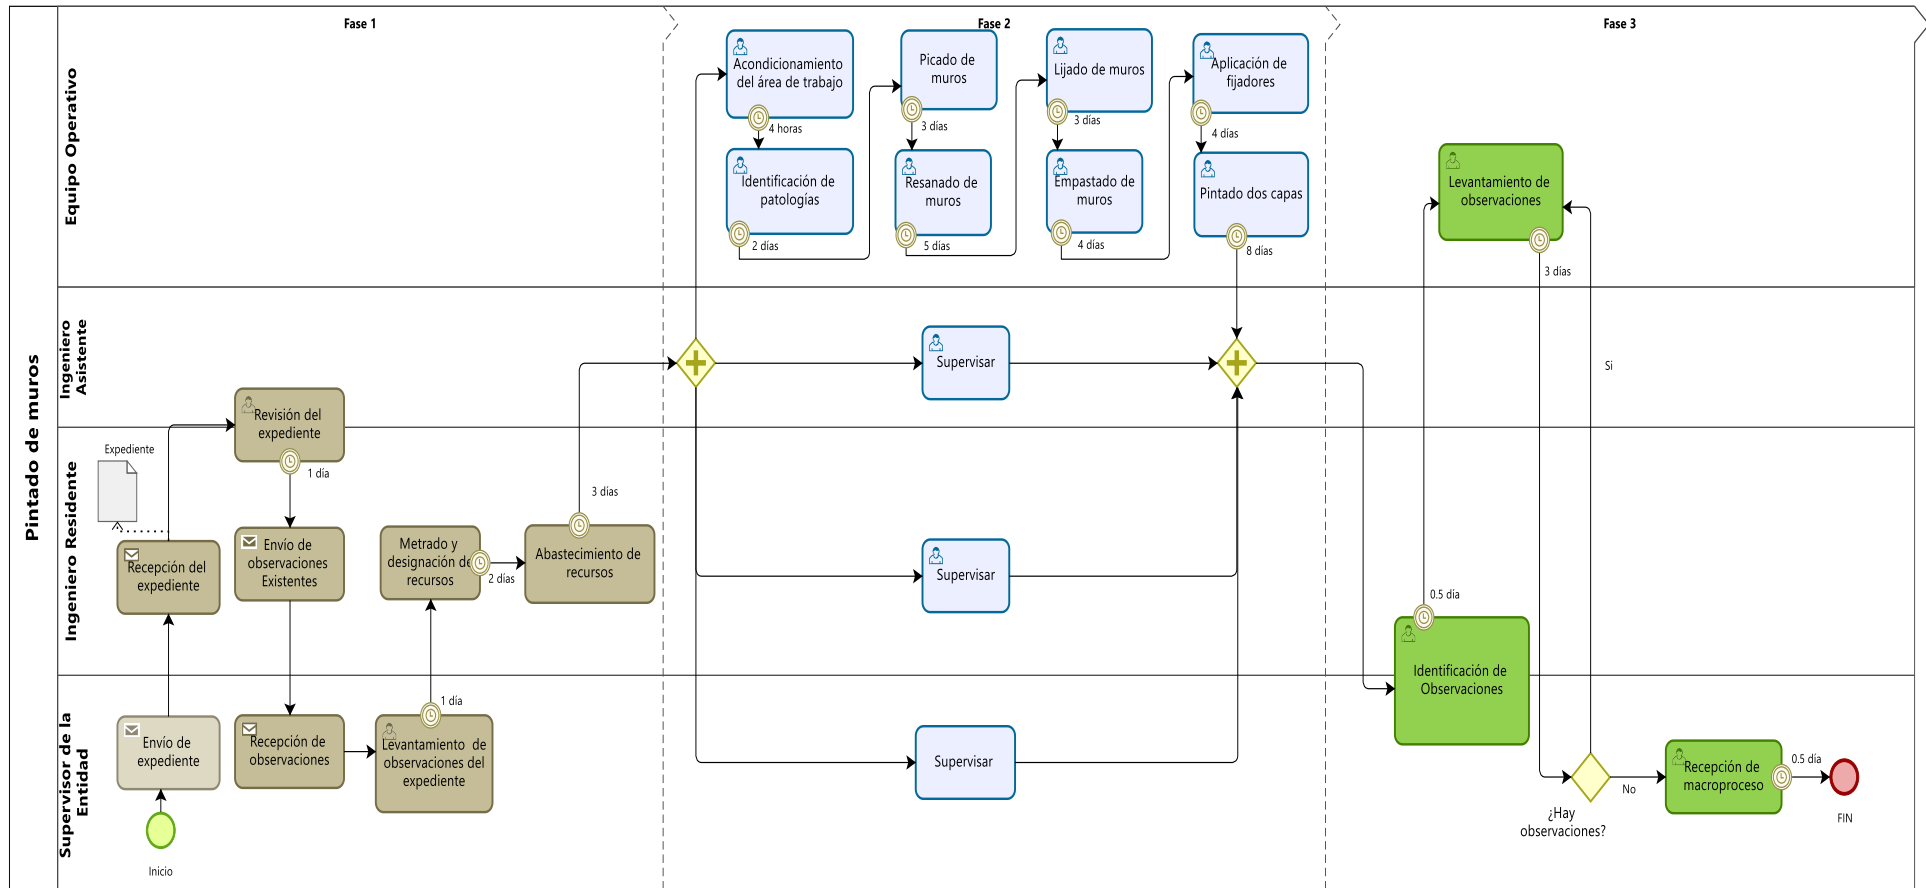 Fase 1
Fase 2
Fase 3
Pintado de muros
Equipo Operativo
Acondicionamiento
del área de trabajo
4 horas
Identificación de
patologías
2 días
Picado de
muros
3 días
Resanado de
muros
5 días
Lijado de muros
3 días
Empastado de
muros
4 días
Aplicación de
fijadores
4 días
Pintado dos capas
8 días
Levantamiento de
observaciones
3 días
Ingeniero
Asistente
Supervisar
Si
Revisión del
expediente
1 día
Ingeniero Residente
Expediente
Recepción del
expediente
Envío de
observaciones
Existentes
Metrado y
designación de
recursos
2 días
Abastecimiento de
recursos
3 días
Supervisar
0.5 día
Identificación de
Observaciones
Supervisor de la
Entidad
Envío de
expediente
Inicio
Recepción de
observaciones
Levantamiento de
observaciones del
expediente
1 día
Supervisar
¿Hay
observaciones?
No
Recepción de
macroproceso
0.5 día
FIN